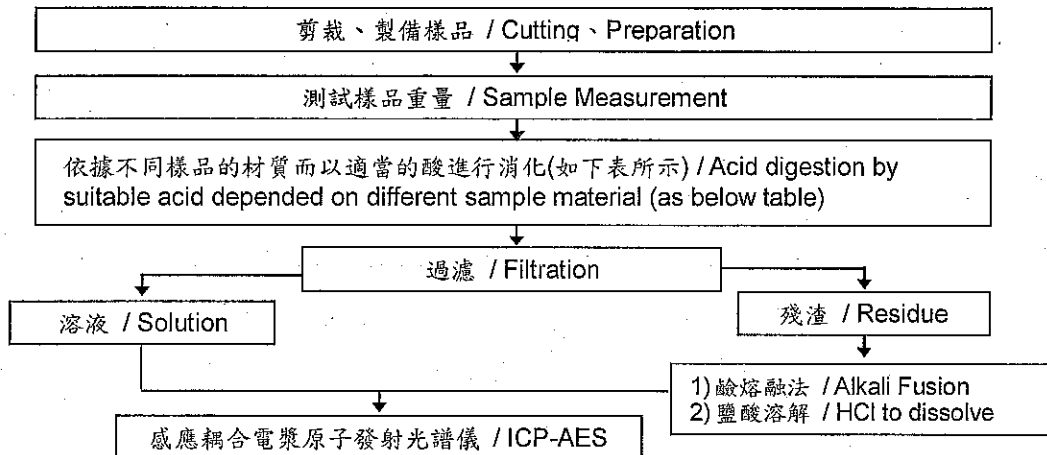 剪裁、製備樣品 / Cutting、Preparation
測試樣品重量 / Sample Measurement
依據不同樣品的材質而以適當的酸進行消化(如下表所示) / Acid digestion by
suitable acid depended on different sample material (as below table)
過濾 / Filtration
溶液 / Solution
殘渣 / Residue
1) 鹼熔融法 / Alkali Fusion
2) 鹽酸溶解 / HCl to dissolve
感應耦合電漿原子發射光譜儀 / ICP-AES